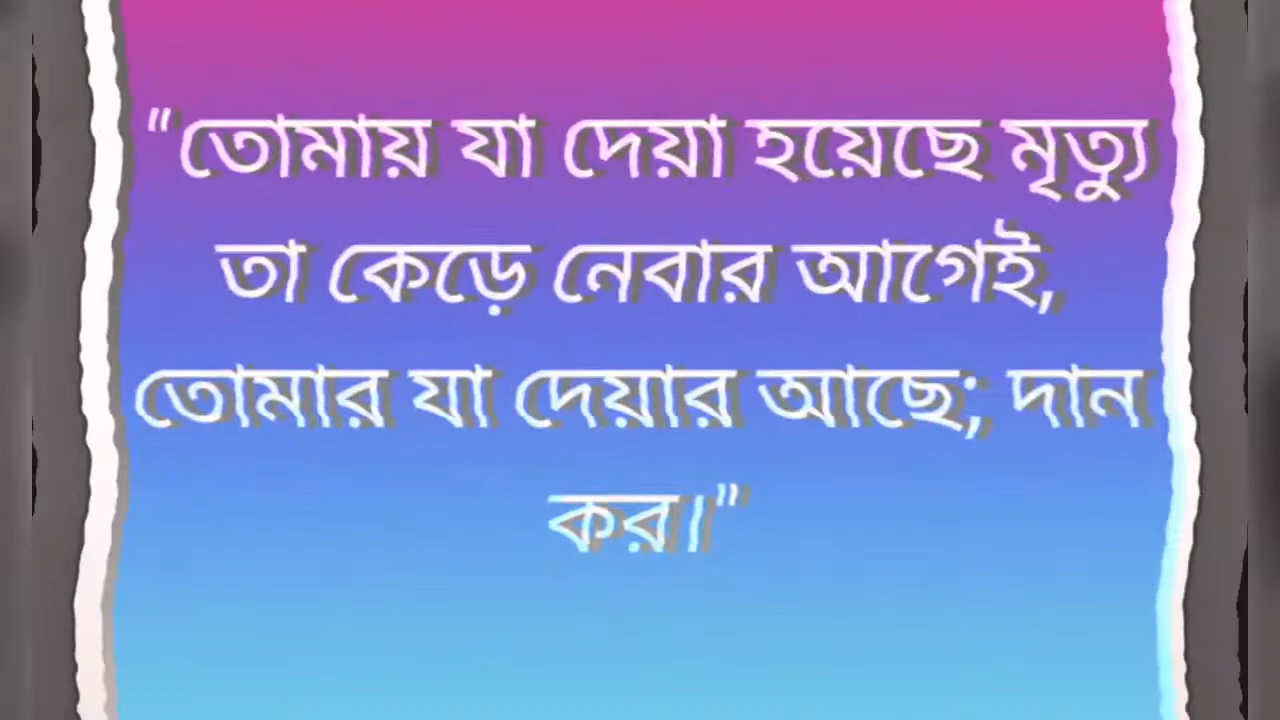 "তোমায় যা দেয়া হয়েছে মৃত্যু
তা কেড়ে নেবার আগেই,
তোমার যা দেয়ার আছে; দান
কর।"